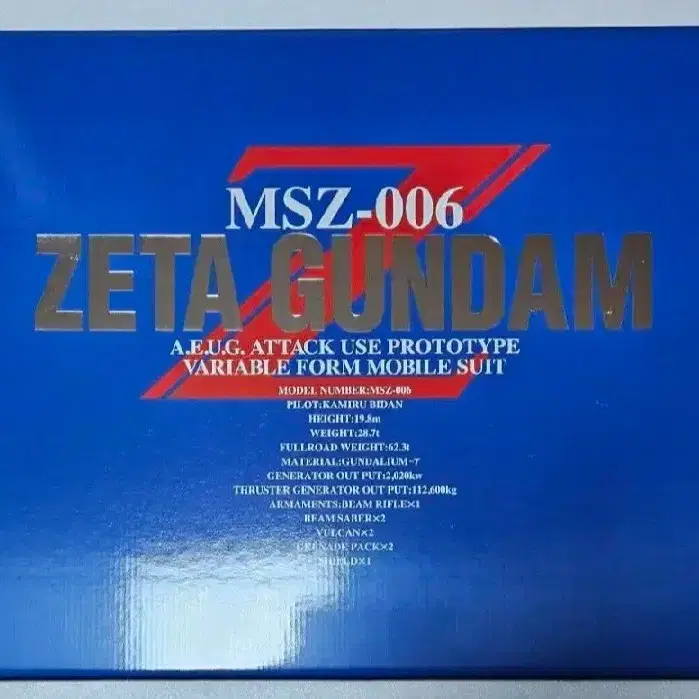 MSZ-006
ZETA GUNDAM
A.E.U.G. ATTACK USE PROTOTYPE
VARIABLE FORM MOBILE SUIT
MODEL NUMBER:MSZ-006
PILOT:KAMIRU BIDAN
HEIGHT:19.8m
WEIGHT:28.7t
FULLROAD WEIGHT:62.3t
MATERIAL:GUNDALIUM-γ
GENERATOR OUT PUT:2,020kw
THRUSTER GENERATOR OUT PUT:112,600kg
ARMAMENTS:BEAM RIFLE×1
BEAM SABER×2
VULCAN×2
GRENADE PACK×2
SHIELD×1